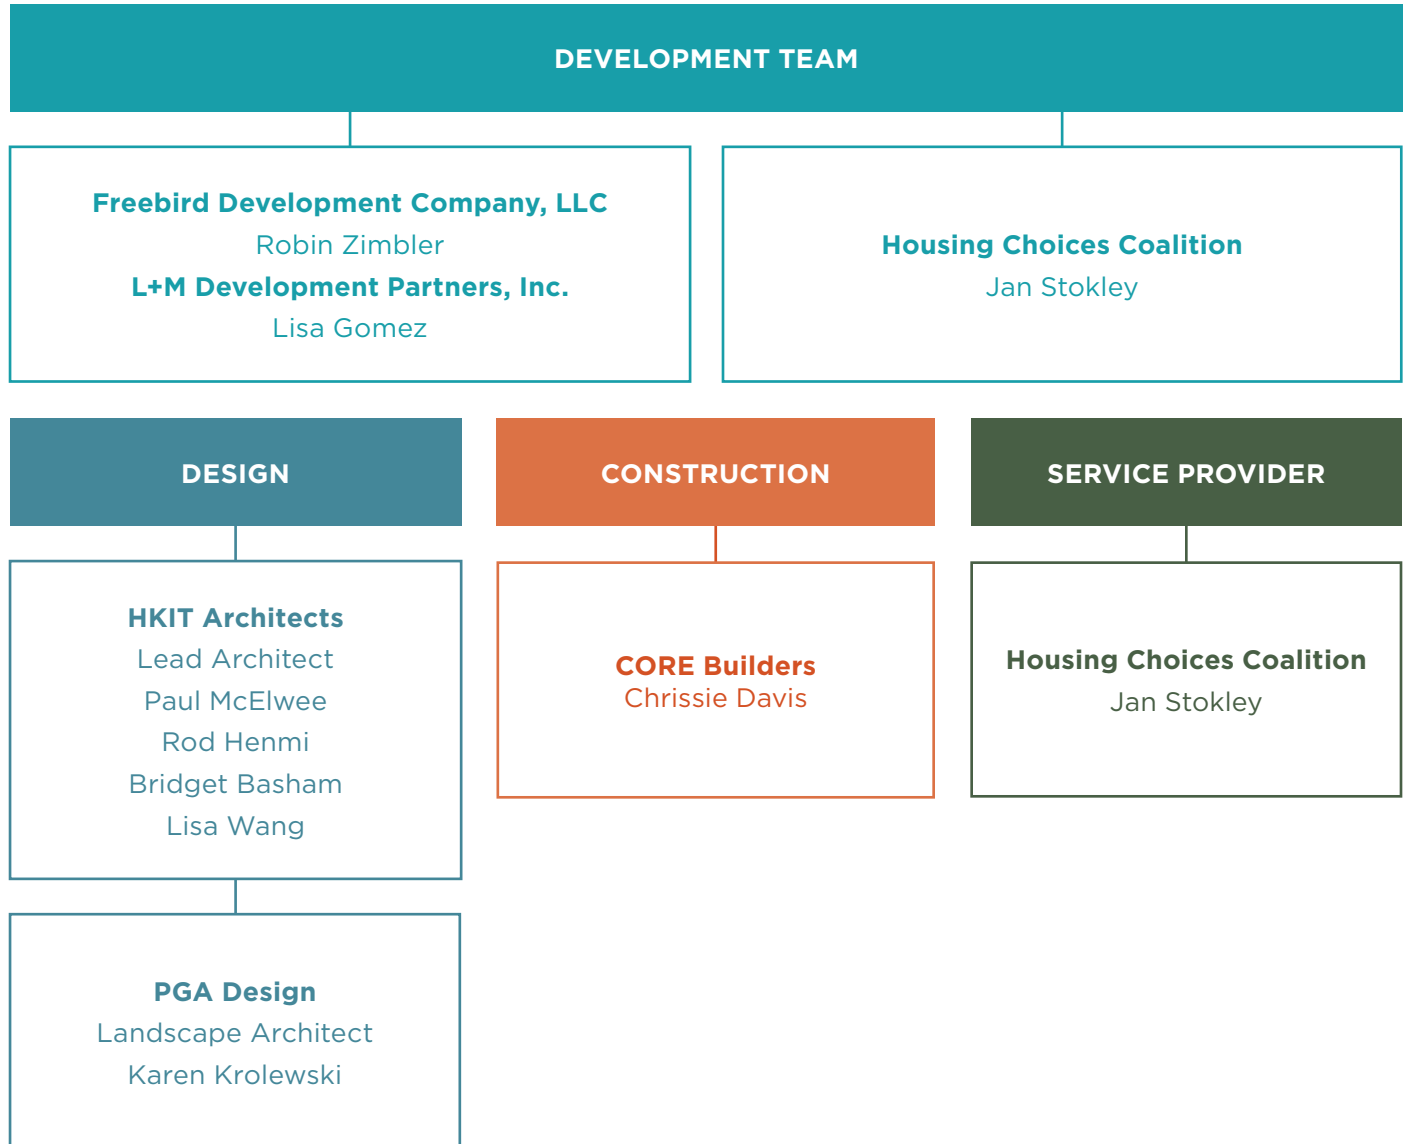 DEVELOPMENT TEAM
Freebird Development Company, LLC
Robin Zimbler
L+M Development Partners, Inc.
Lisa Gomez
Housing Choices Coalition
Jan Stokley
DESIGN
HKIT Architects
Lead Architect
Paul McElwee
Rod Henmi
Bridget Basham
Lisa Wang
PGA Design
Landscape Architect
Karen Krolewski
CONSTRUCTION
CORE Builders
Chrissie Davis
SERVICE PROVIDER
Housing Choices Coalition
Jan Stokley